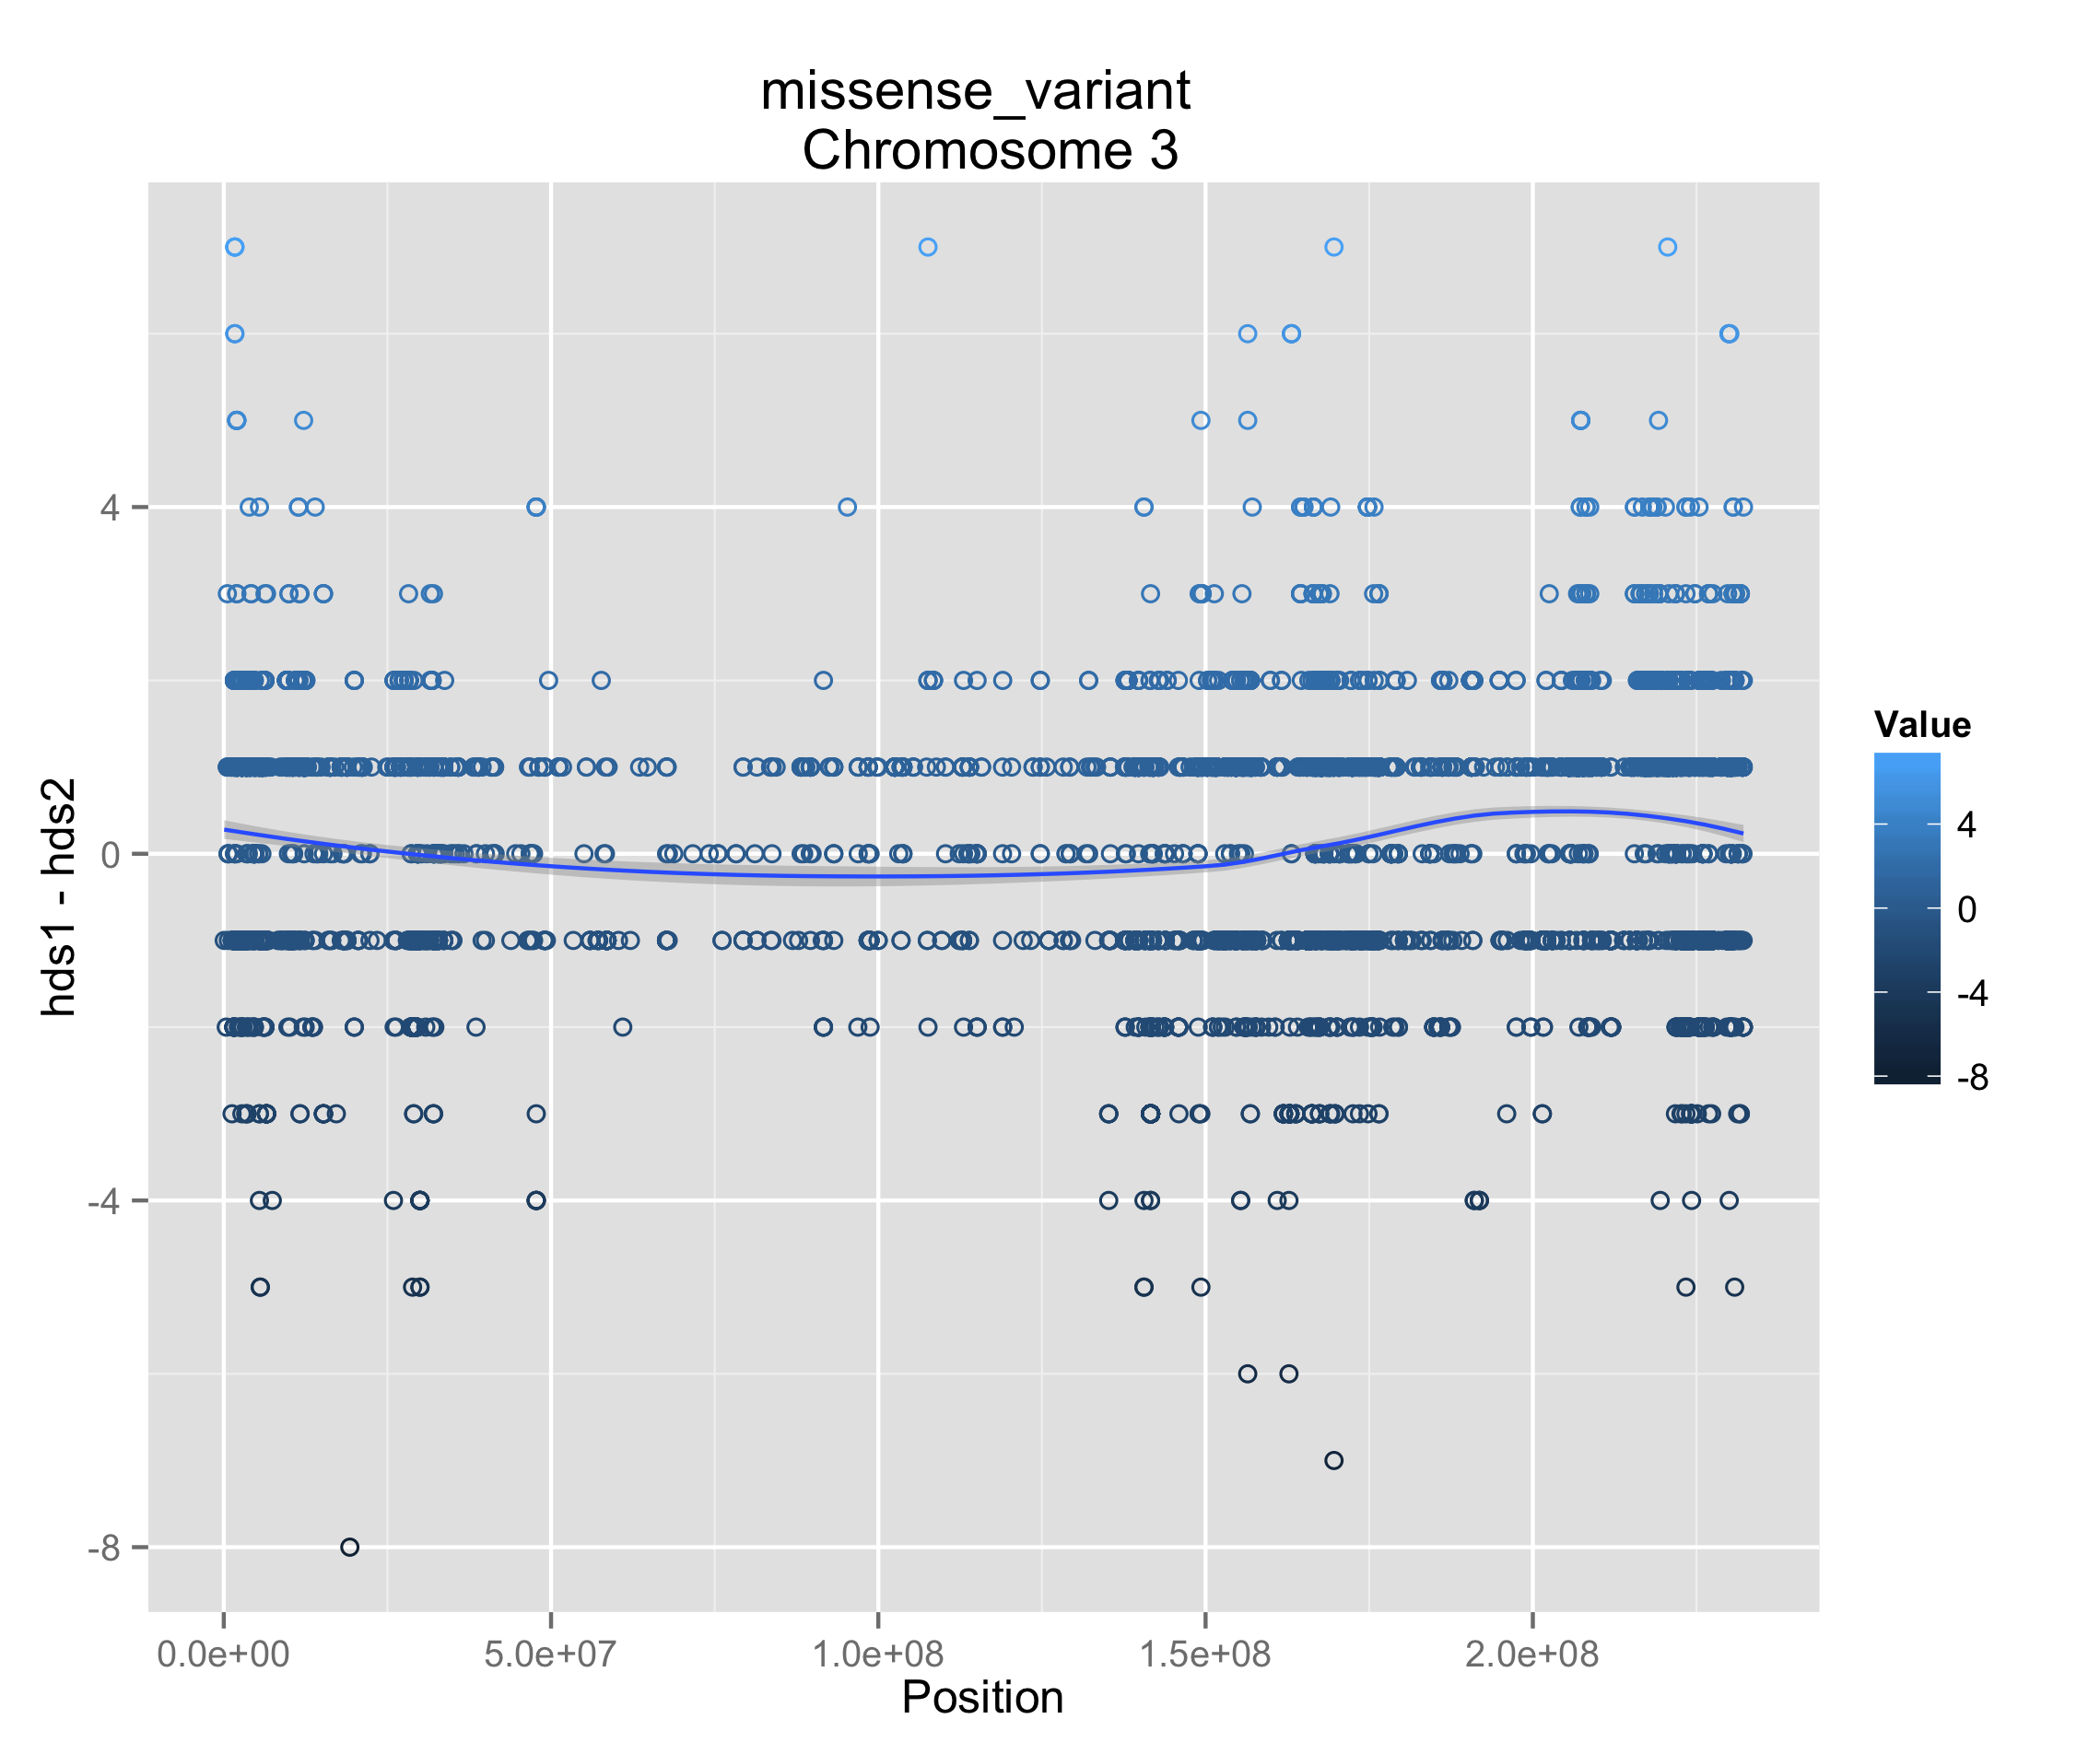 missense_variant
Chromosome 3
hds1 - hds2
4
0
-4
-8
0.0e+00
5.0e+07
1.0e+08
1.5e+08
2.0e+08
Position
Value
4
0
-4
-8